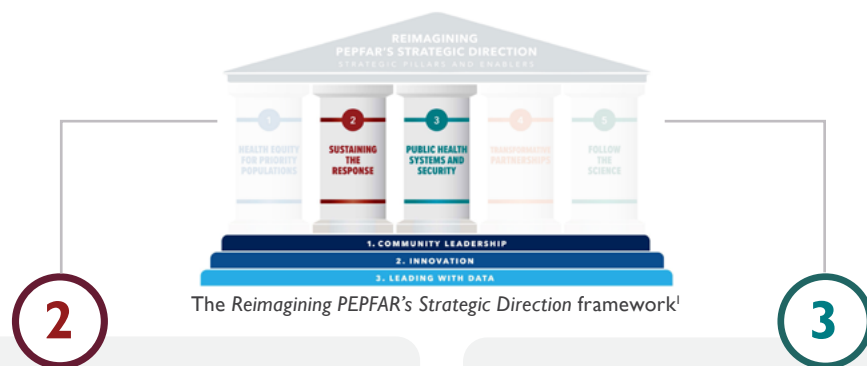 REIMAGINING
PEPFAR'S STRATEGIC DIRECTION
STRATEGIC PILLARS AND ENABLERS
1
HEALTH EQUITY
FOR PRIORITY
POPULATIONS
2
SUSTAINING
THE
RESPONSE
3
PUBLIC HEALTH
SYSTEMS AND
SECURITY
4
TRANSFORMATIVE
PARTNERSHIPS
5
FOLLOW
THE
SCIENCE
1. COMMUNITY LEADERSHIP
2. INNOVATION
3. LEADING WITH DATA
The Reimagining PEPFAR's Strategic Direction framework¹
2
3